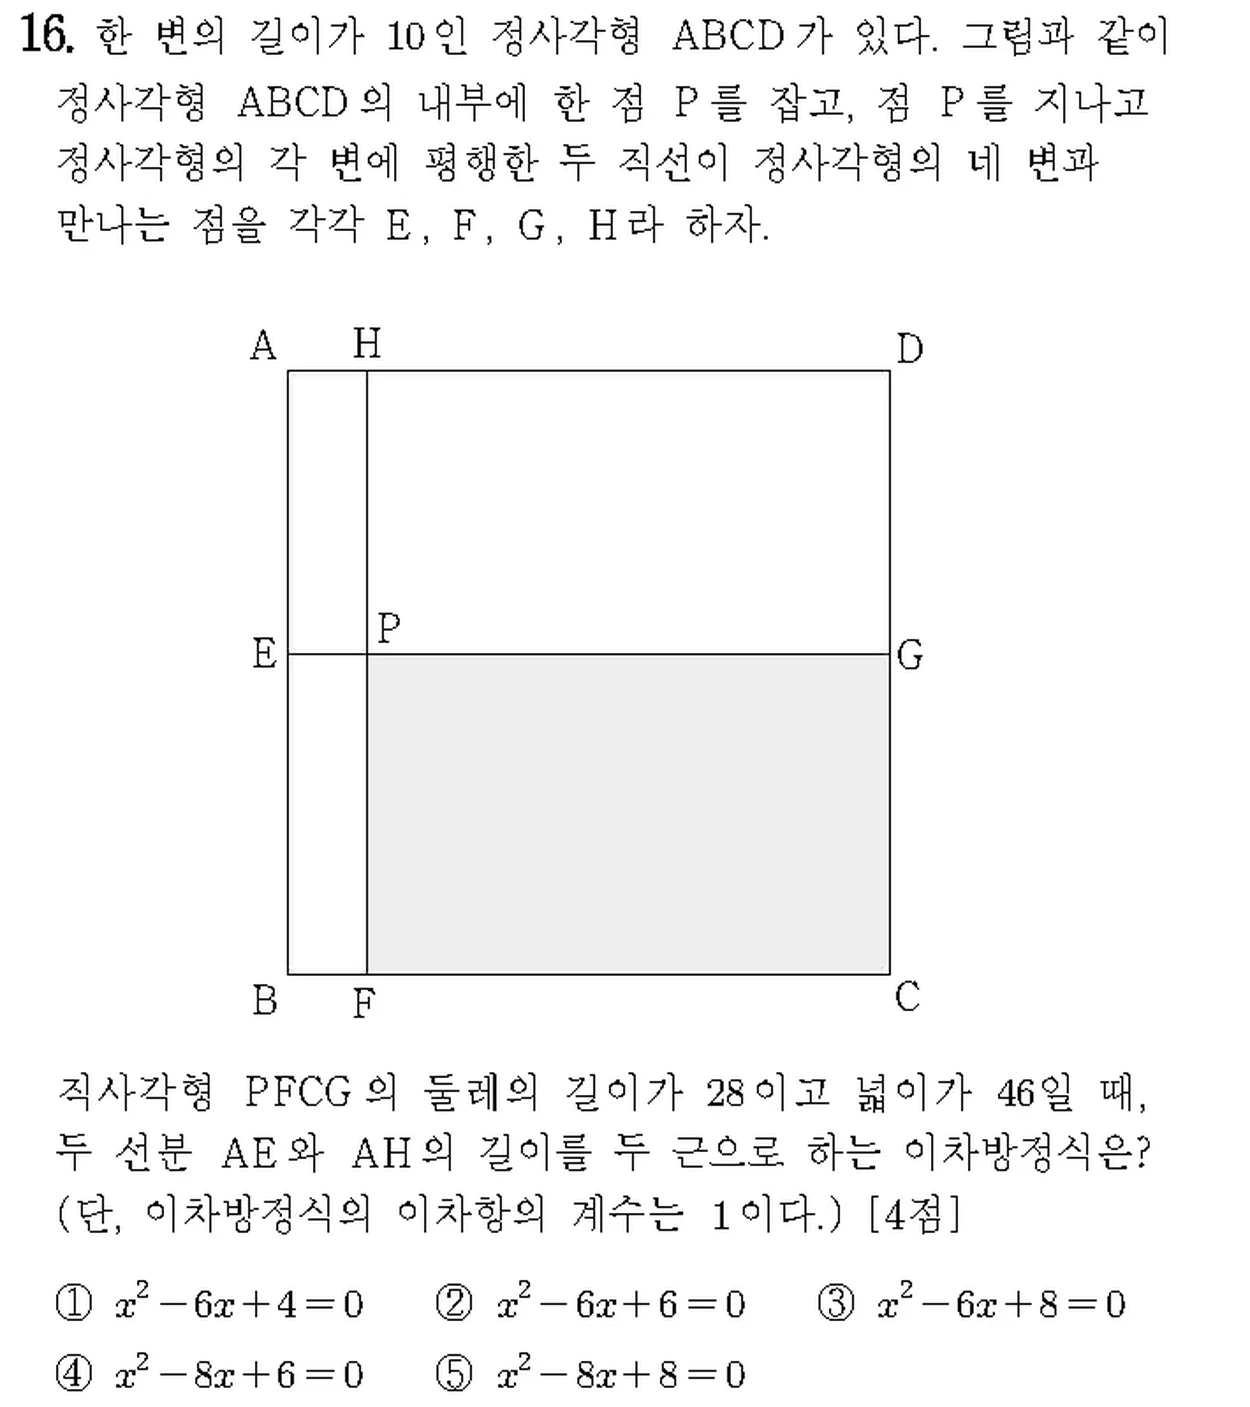 16. 한 변의 길이가 10인 정사각형 ABCD가 있다. 그림과 같이
정사각형 ABCD의 내부에 한 점 P를 잡고, 점 P를 지나고
정사각형의 각 변에 평행한 두 직선이 정사각형의 네 변과
만나는 점을 각각 E, F, G, H라 하자.
A H D
P
E G
B F C
직사각형 PFCG의 둘레의 길이가 28이고 넓이가 46일 때,
두 선분 AE와 AH의 길이를 두 근으로 하는 이차방정식은?
(단, 이차방정식의 이차항의 계수는 1이다.) [4점]
① x²-6x+4=0 ② x²-6x+6=0 ③ x²-6x+8=0
④ x²-8x+6=0 ⑤ x²-8x+8=0